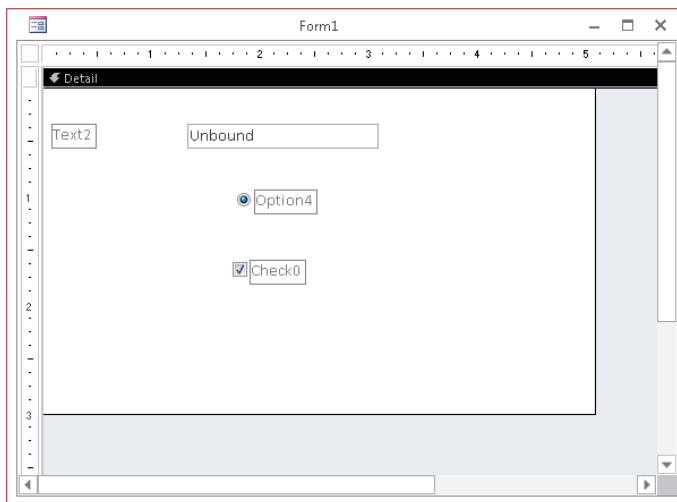 Form1
1 2 3 4 5
Detail
Text2 Unbound
1
Option4
Check0
2
3